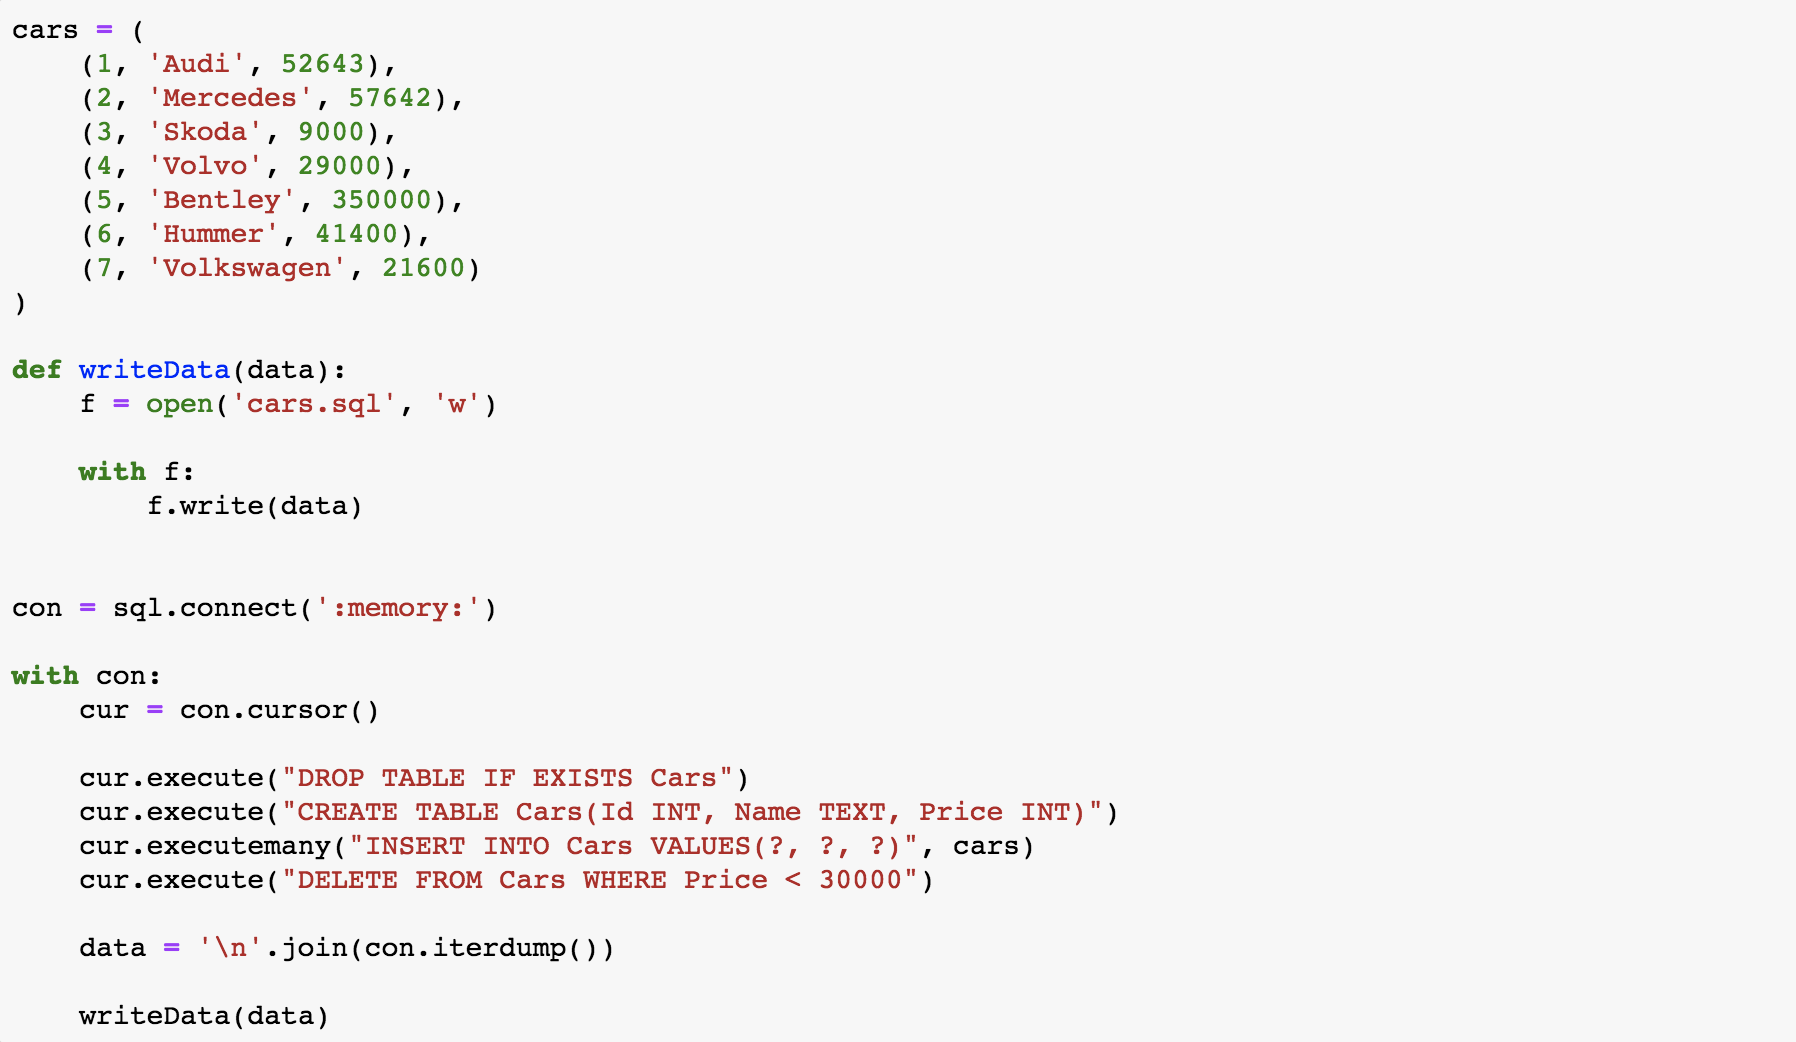 cars = (
    (1, 'Audi', 52643),
    (2, 'Mercedes', 57642),
    (3, 'Skoda', 9000),
    (4, 'Volvo', 29000),
    (5, 'Bentley', 350000),
    (6, 'Hummer', 41400),
    (7, 'Volkswagen', 21600)
)
def writeData(data):
    f = open('cars.sql', 'w')
    with f:
        f.write(data)
con = sql.connect(':memory:')
with con:
    cur = con.cursor()
    cur.execute("DROP TABLE IF EXISTS Cars")
    cur.execute("CREATE TABLE Cars(Id INT, Name TEXT, Price INT)")
    cur.executemany("INSERT INTO Cars VALUES(?, ?, ?)", cars)
    cur.execute("DELETE FROM Cars WHERE Price < 30000")
    data = '\n'.join(con.iterdump())
    writeData(data)